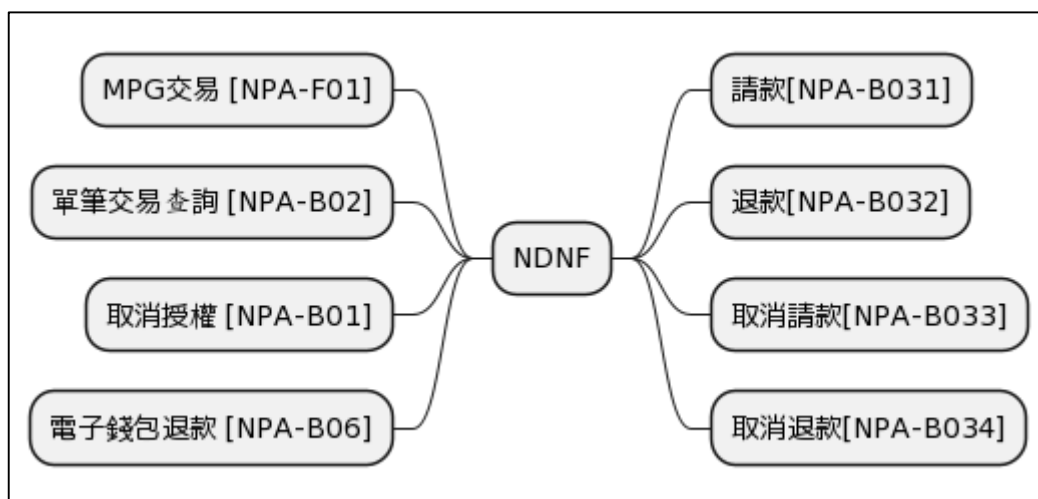 MPG交易 [NPA-F01]
單筆交易查詢 [NPA-B02]
取消授權 [NPA-B01]
電子錢包退款 [NPA-B06]
NDNF
請款[NPA-B031]
退款[NPA-B032]
取消請款[NPA-B033]
取消退款[NPA-B034]